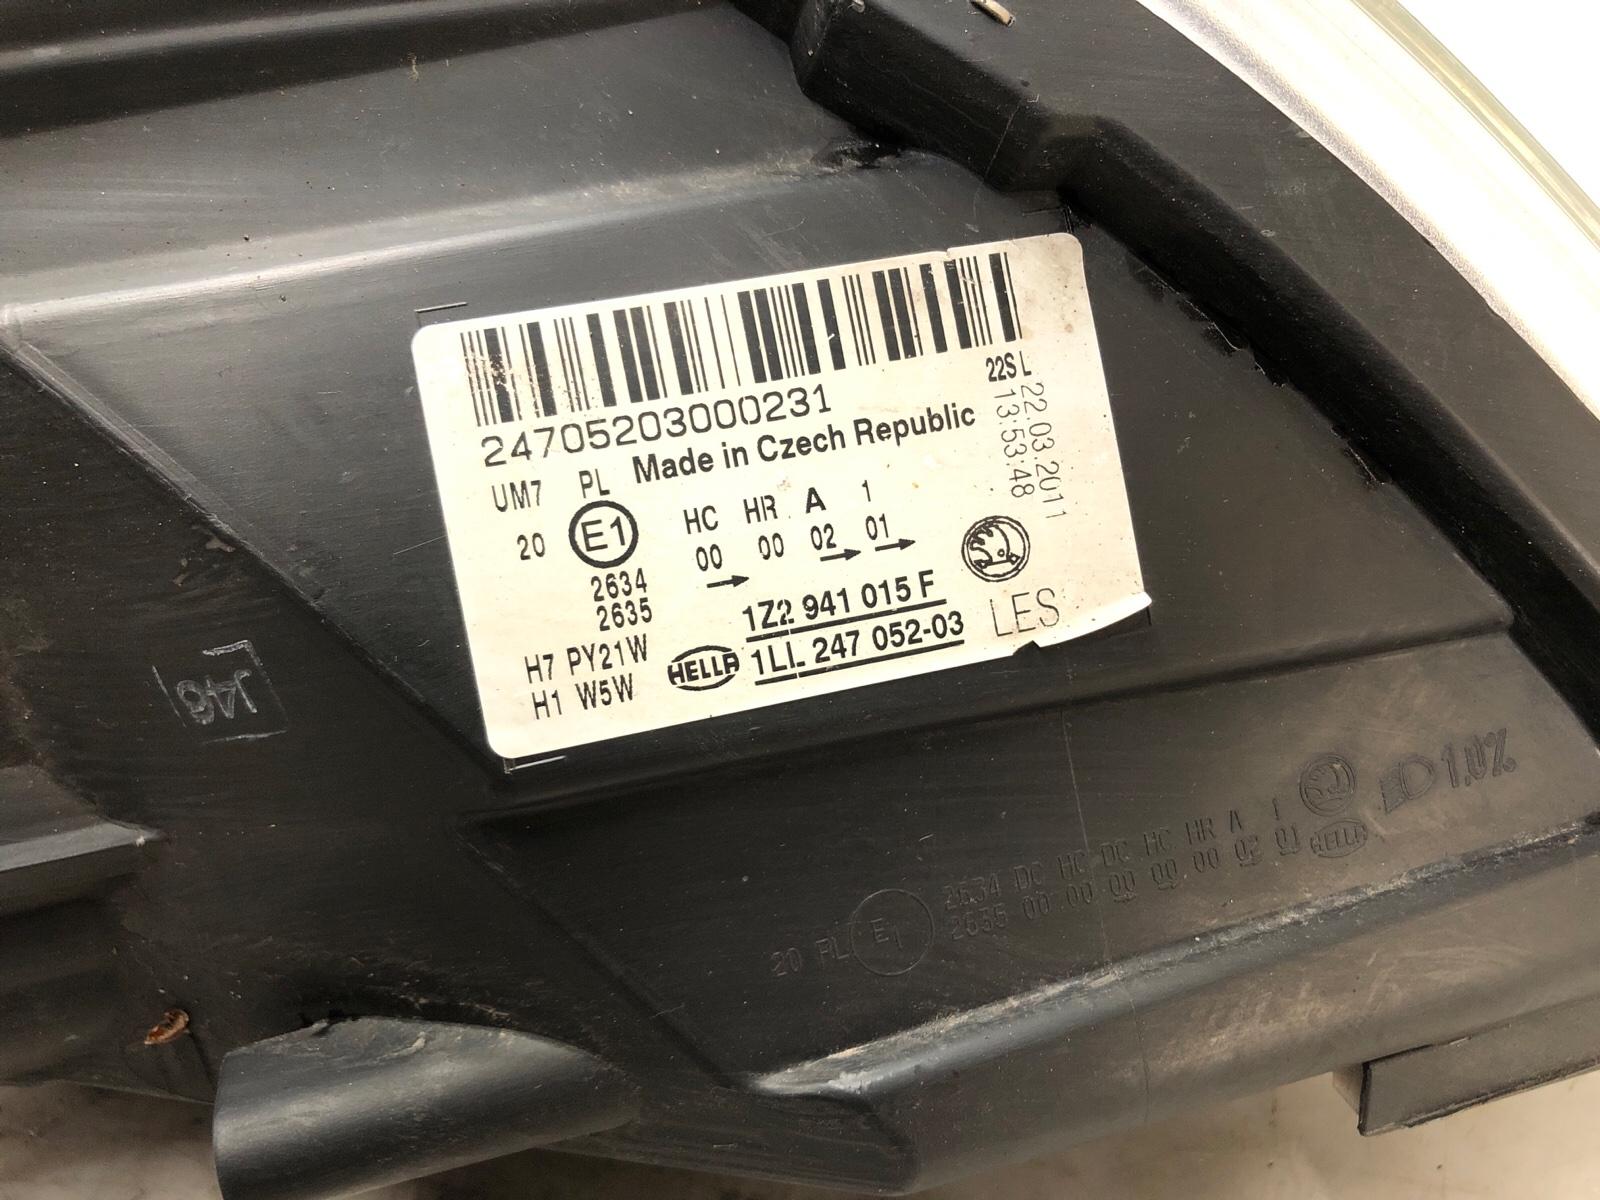 24705203000231
22S L
22.03.2011
13:53:48
Made in Czech Republic
UM7 PL
20 E1 HC HR A 1
00 00 02 01
2634
2635
1Z2 941 015 F
H7 PY21W
H1 W5W
HELLA 1LL 247 052-03
LES
J46
1.0%
20 PL E1 2634 DC HC DC HC HR A 1
2635 00 00 00 00 00 02 01 HELLA